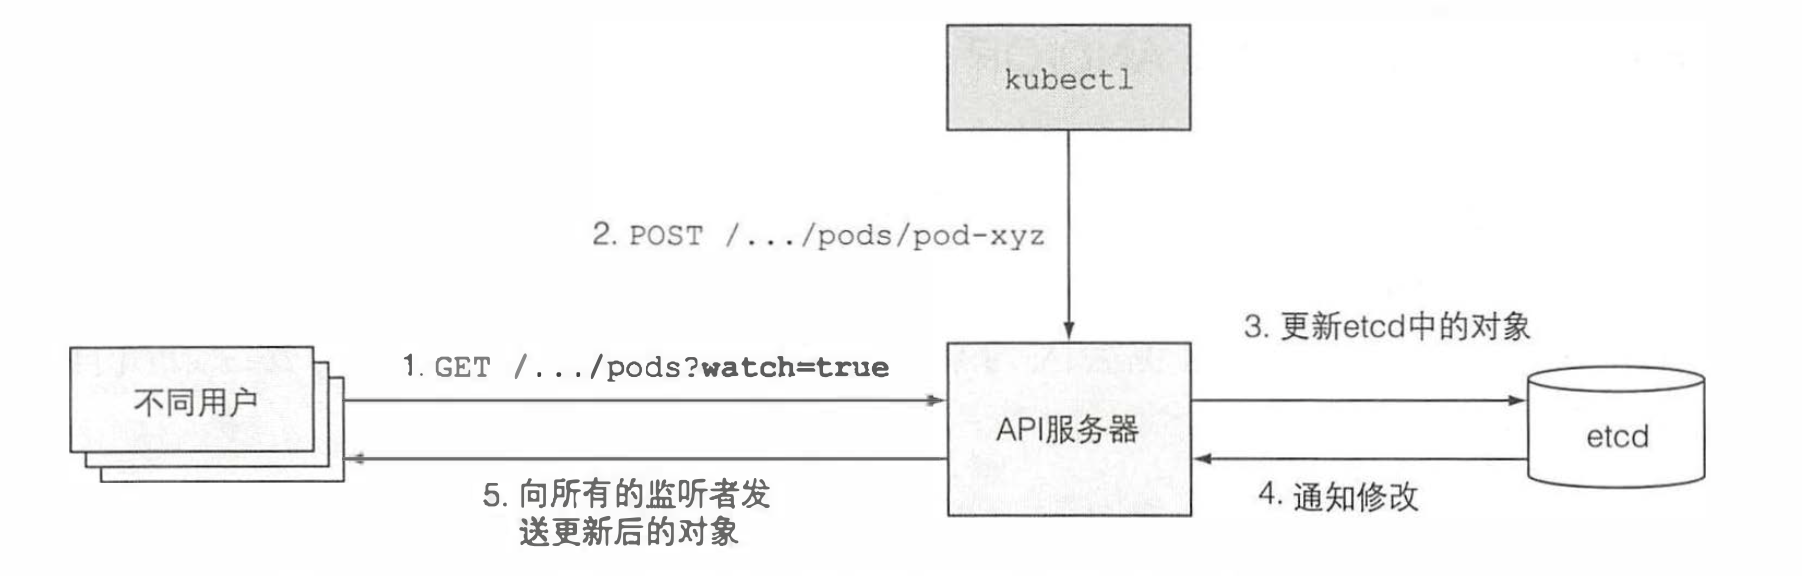 kubectl
2. POST /.../pods/pod-xyz
3. 更新etcd中的对象
1. GET /.../pods?watch=true
不同用户
API服务器
etcd
4. 通知修改
5. 向所有的监听者发
送更新后的对象